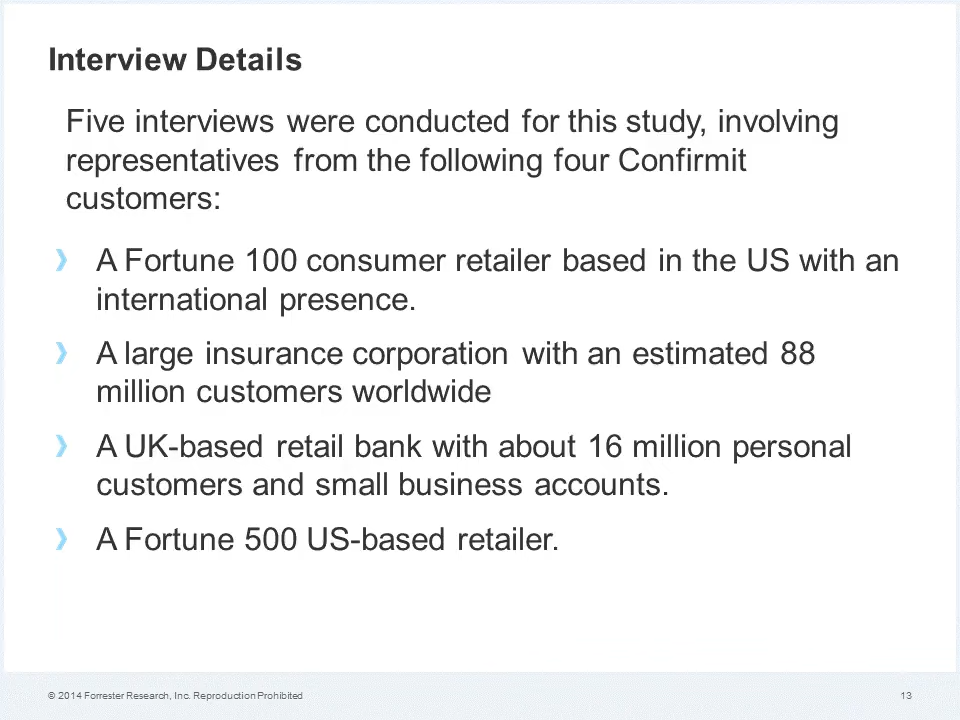 Interview Details
Five interviews were conducted for this study, involving
representatives from the following four Confirmit
customers:
A Fortune 100 consumer retailer based in the US with an
international presence.
A large insurance corporation with an estimated 88
million customers worldwide
A UK-based retail bank with about 16 million personal
customers and small business accounts.
A Fortune 500 US-based retailer.
© 2014 Forrester Research, Inc. Reproduction Prohibited
13